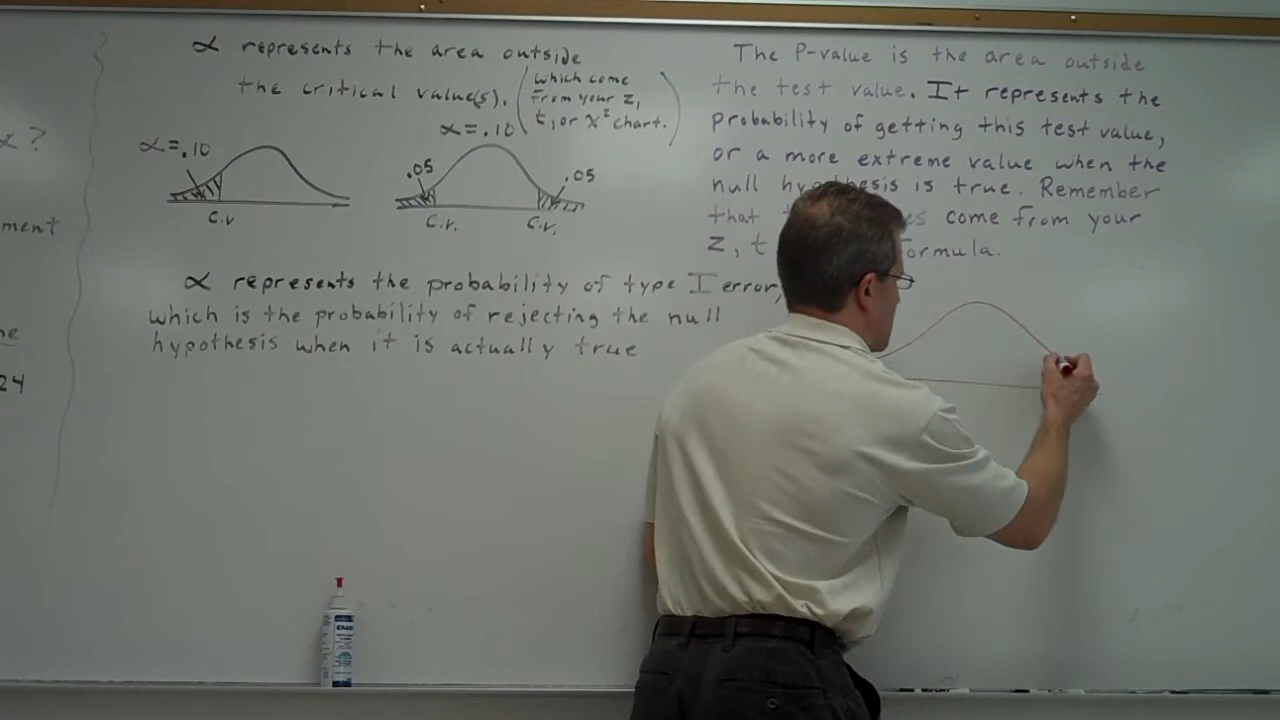 α?
ment
ne
24
α represents the area outside
the critical value(s). (which come
from your z,
t, or χ² chart.)
α=.10
α=.10
.05
.05
C.V
C.V.
C.V.
α represents the probability of type I error,
which is the probability of rejecting the null
hypothesis when it is actually true
The P-value is the area outside
the test value. It represents the
probability of getting this test value,
or a more extreme value when the
null hypothesis is true. Remember
that come from your
z, t formula.